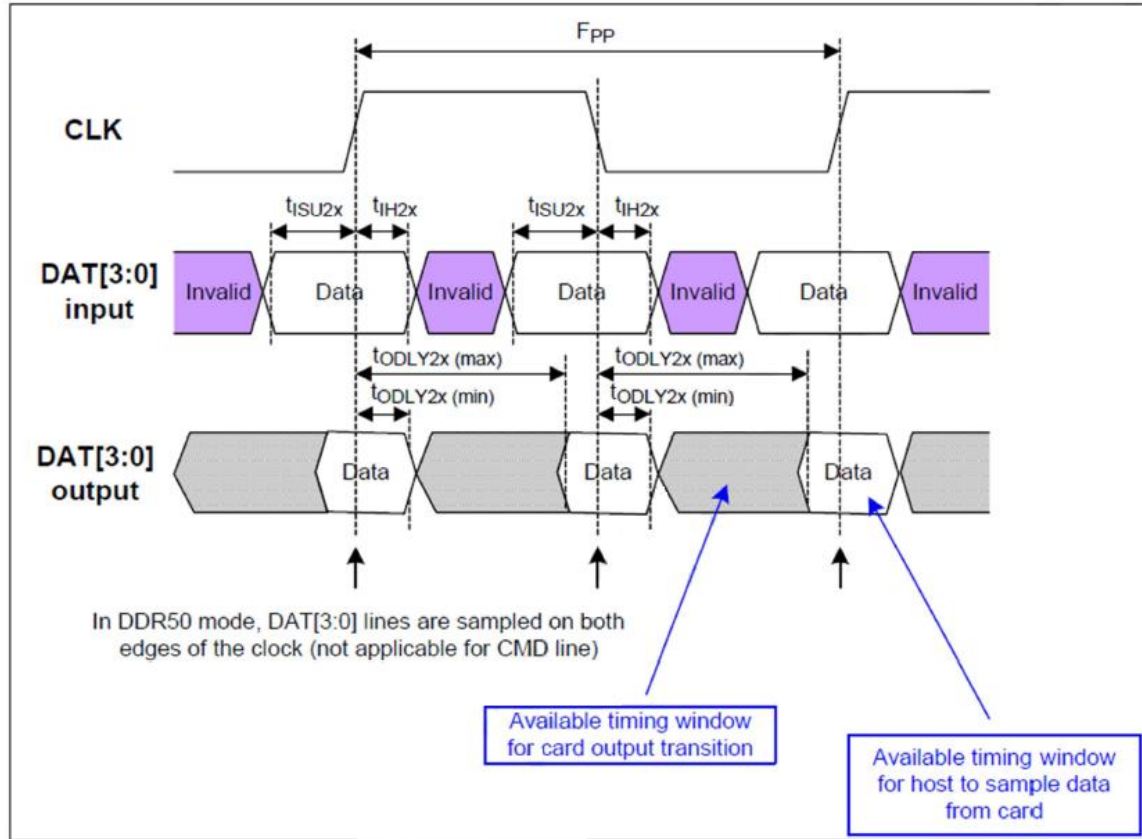 FPP
CLK
tISU2x tIH2x tISU2x tIH2x
DAT[3:0]
input
Invalid Data Invalid Data Invalid Data Invalid
tODLY2x (max) tODLY2x (max)
tODLY2x (min) tODLY2x (min)
DAT[3:0]
output
Data Data Data
In DDR50 mode, DAT[3:0] lines are sampled on both
edges of the clock (not applicable for CMD line)
Available timing window
for card output transition
Available timing window
for host to sample data
from card